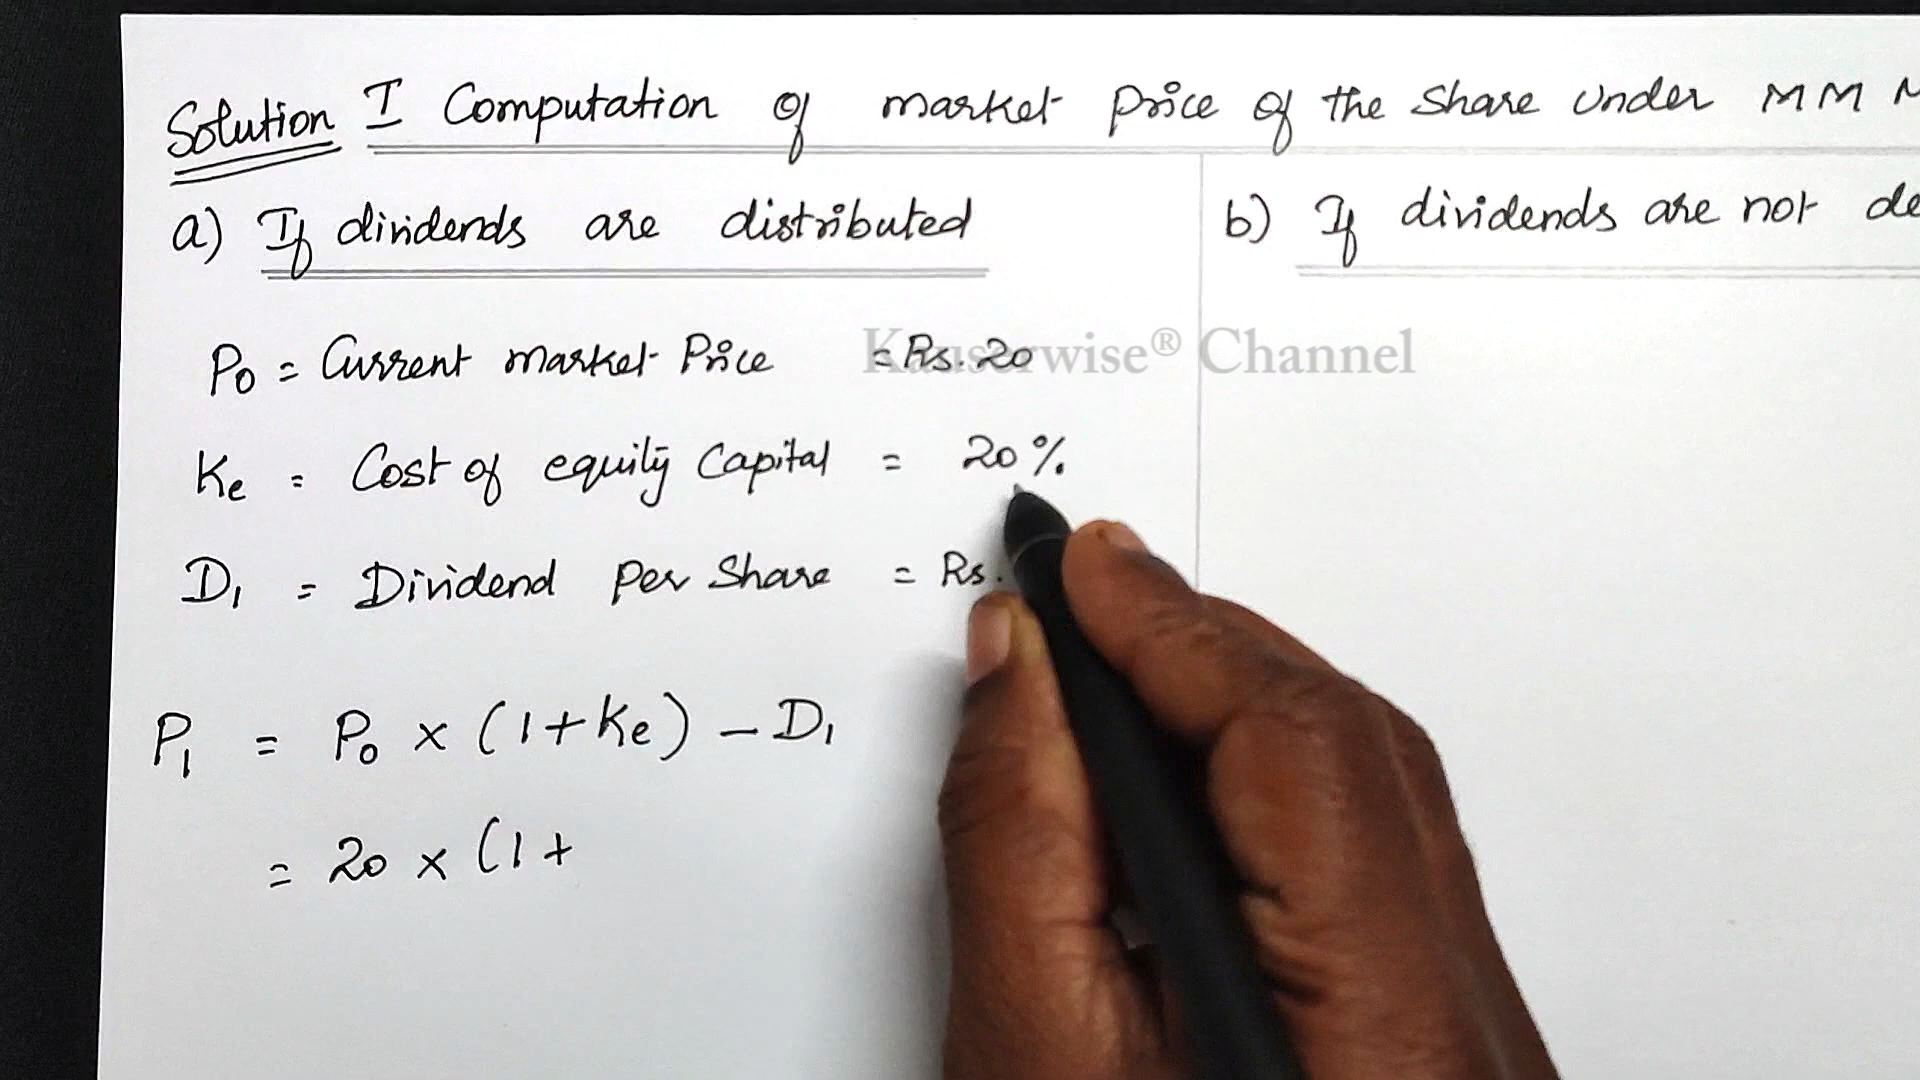 Solution I Computation of market Price of the Share Under MM
a) If dividends are distributed
b) If dividends are not
P0 = Current market Price = Rs. 20
Kauserwise® Channel
Ke = Cost of equity Capital = 20%
D1 = Dividend Per Share = Rs.
P1 = P0 × (1+Ke) – D1
= 20 × (1+